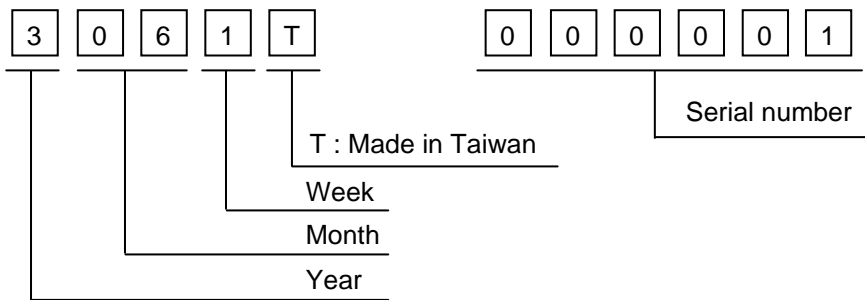 3 0 6 1 T 0 0 0 0 0 1
Serial number
T : Made in Taiwan
Week
Month
Year